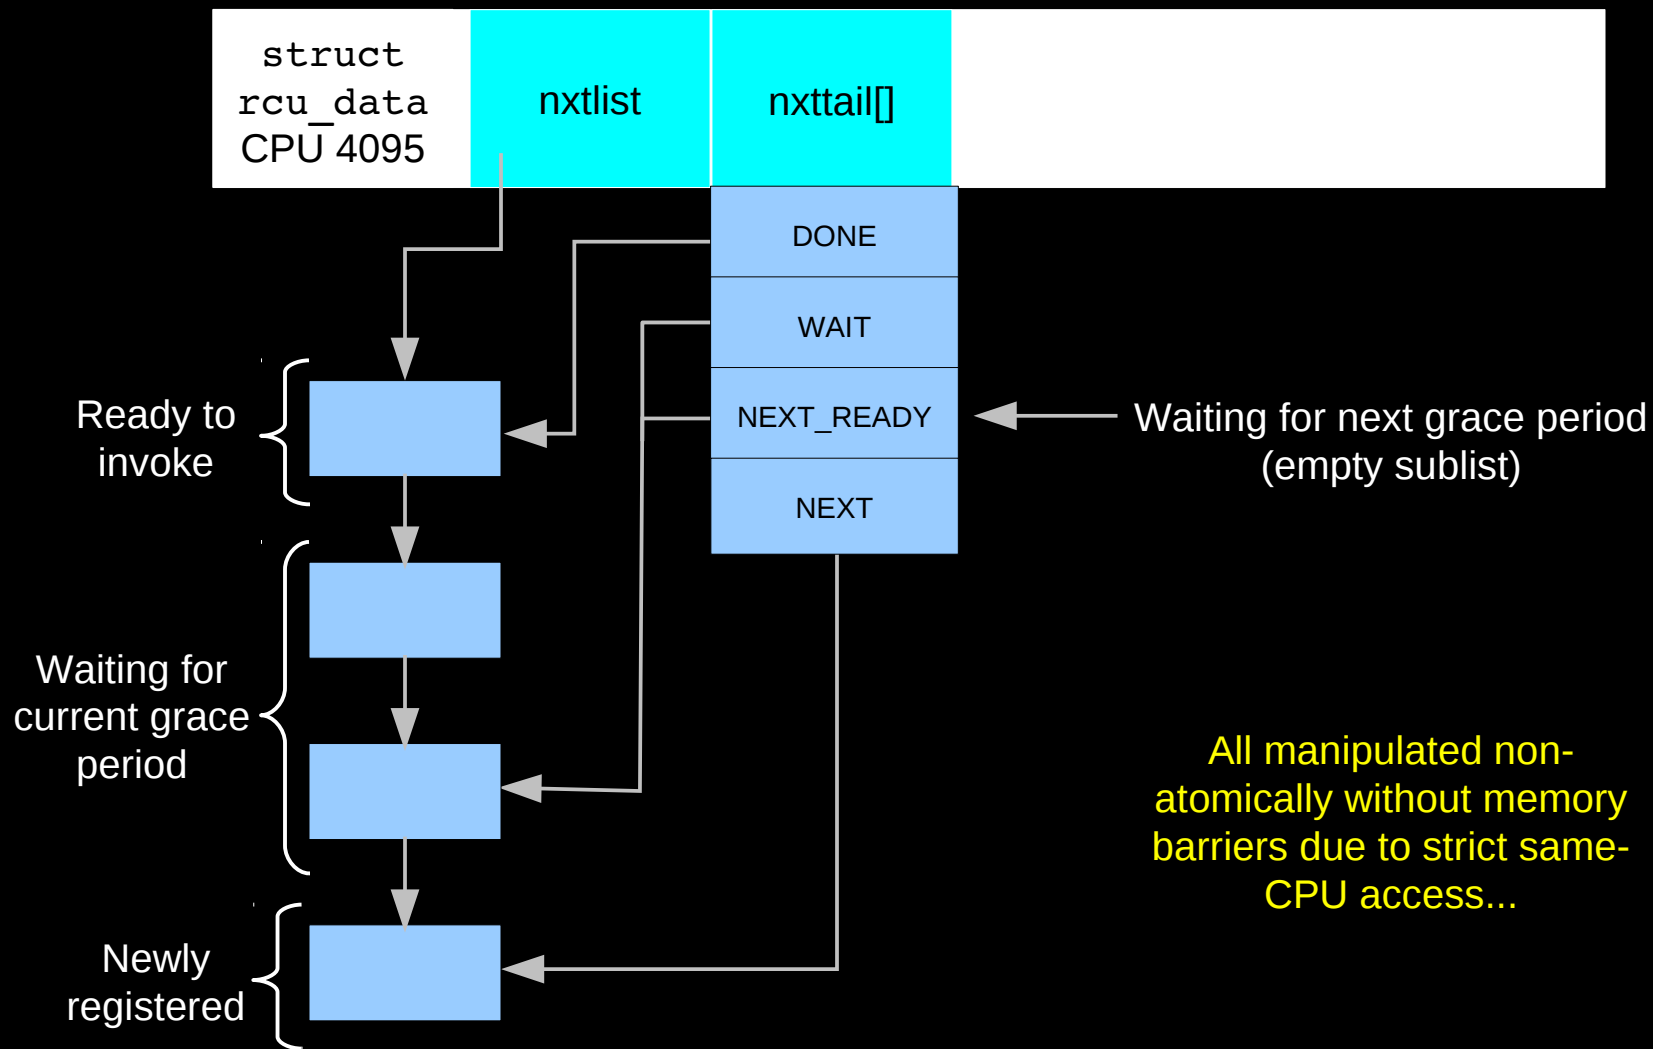 struct
rcu_data
CPU 4095
nxtlist
nxttail[]
DONE
WAIT
NEXT_READY
NEXT
Ready to
invoke
Waiting for next grace period
(empty sublist)
Waiting for
current grace
period
All manipulated non-
atomically without memory
barriers due to strict same-
CPU access...
Newly
registered